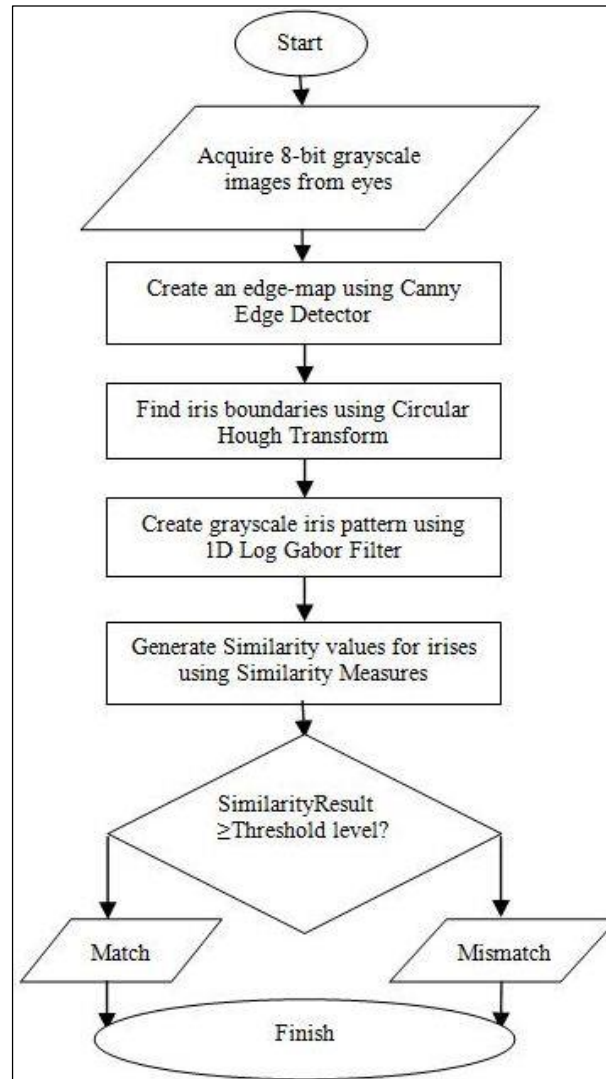 Start
Acquire 8-bit grayscale
images from eyes
Create an edge-map using Canny
Edge Detector
Find iris boundaries using Circular
Hough Transform
Create grayscale iris pattern using
1D Log Gabor Filter
Generate Similarity values for irises
using Similarity Measures
SimilarityResult
≥Threshold level?
Match
Mismatch
Finish